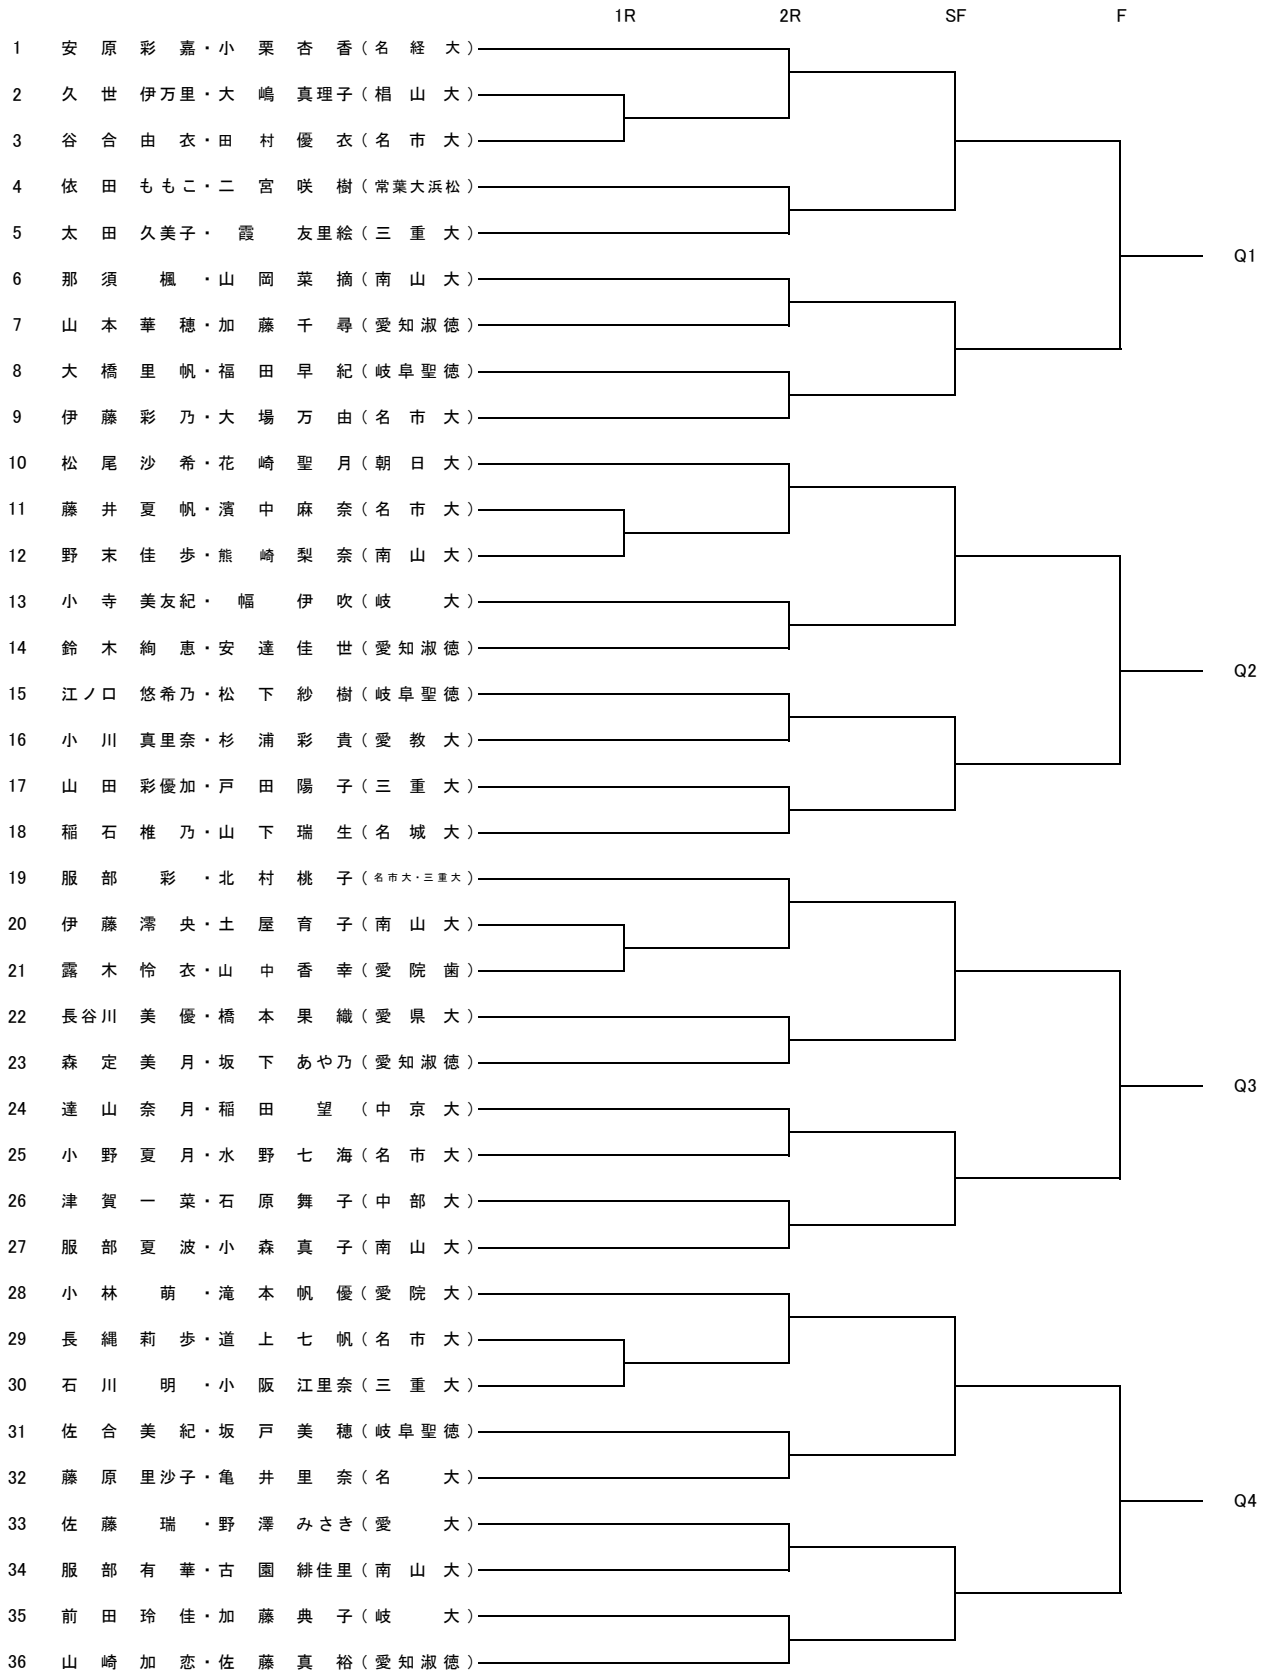 1R 2R SF F
1 安原彩嘉・小栗杏香(名経大)
2 久世伊万里・大嶋真理子(椙山大)
3 谷合由衣・田村優衣(名市大)
4 依田ももこ・二宮咲樹(常葉大浜松)
5 太田久美子・霞友里絵(三重大)
Q1
6 那須楓・山岡菜摘(南山大)
7 山本華穂・加藤千尋(愛知淑徳)
8 大橋里帆・福田早紀(岐阜聖徳)
9 伊藤彩乃・大場万由(名市大)
10 松尾沙希・花崎聖月(朝日大)
11 藤井夏帆・濱中麻奈(名市大)
12 野末佳歩・熊崎梨奈(南山大)
13 小寺美友紀・幅伊吹(岐大)
14 鈴木絢恵・安達佳世(愛知淑徳)
Q2
15 江ノ口悠希乃・松下紗樹(岐阜聖徳)
16 小川真里奈・杉浦彩貴(愛教大)
17 山田彩優加・戸田陽子(三重大)
18 稲石椎乃・山下瑞生(名城大)
19 服部彩・北村桃子(名市大・三重大)
20 伊藤澪央・土屋育子(南山大)
21 露木怜衣・山中香幸(愛院歯)
22 長谷川美優・橋本果織(愛県大)
23 森定美月・坂下あや乃(愛知淑徳)
Q3
24 達山奈月・稲田望(中京大)
25 小野夏月・水野七海(名市大)
26 津賀一菜・石原舞子(中部大)
27 服部夏波・小森真子(南山大)
28 小林萌・滝本帆優(愛院大)
29 長縄莉歩・道上七帆(名市大)
30 石川明・小阪江里奈(三重大)
31 佐合美紀・坂戸美穂(岐阜聖徳)
32 藤原里沙子・亀井里奈(名大)
Q4
33 佐藤瑞・野澤みさき(愛大)
34 服部有華・古園緋佳里(南山大)
35 前田玲佳・加藤典子(岐大)
36 山崎加恋・佐藤真裕(愛知淑徳)